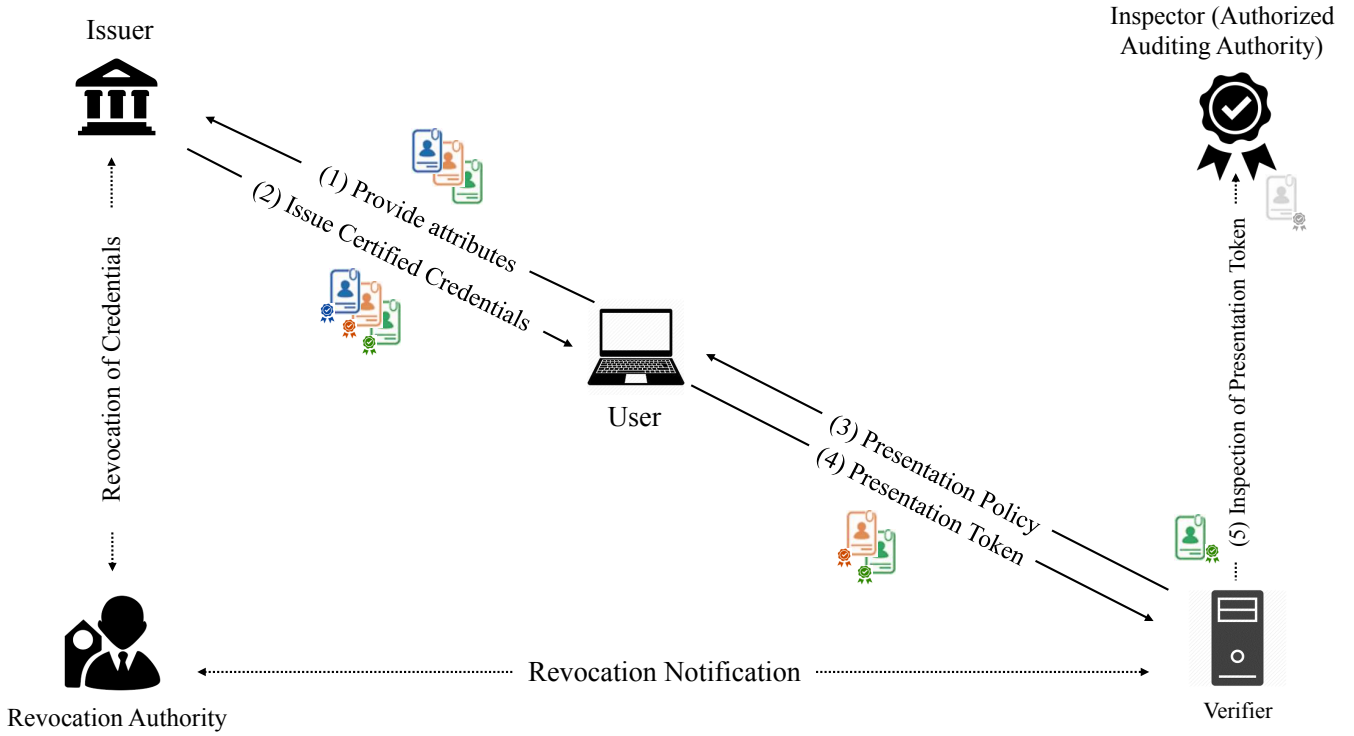 Issuer
Inspector (Authorized
Auditing Authority)
(1) Provide attributes
(2) Issue Certified Credentials
Revocation of Credentials
User
(3) Presentation Policy
(4) Presentation Token
(5) Inspection of Presentation Token
Revocation Notification
Revocation Authority
Verifier